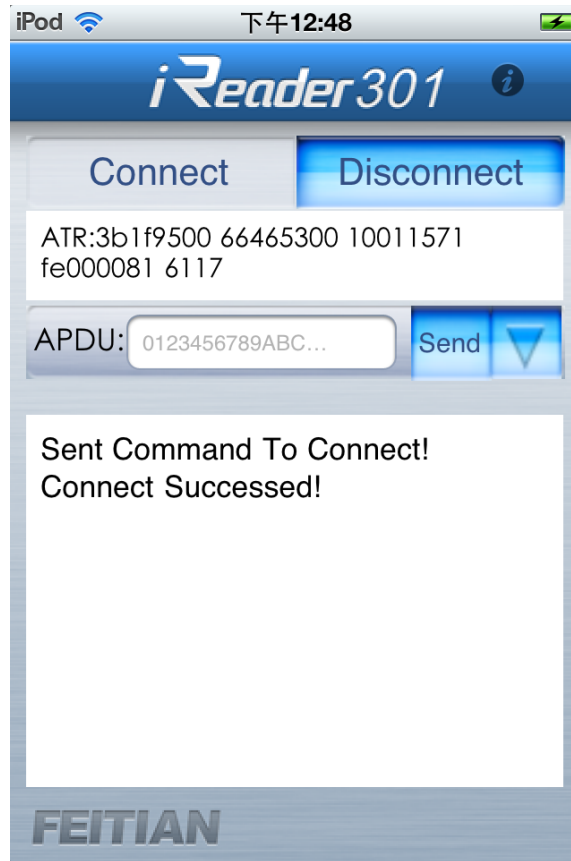 iPod 下午12:48
iReader301 i
Connect Disconnect
ATR:3b1f9500 66465300 10011571
fe000081 6117
APDU: 0123456789ABC... Send
Sent Command To Connect!
Connect Successed!
FEITIAN